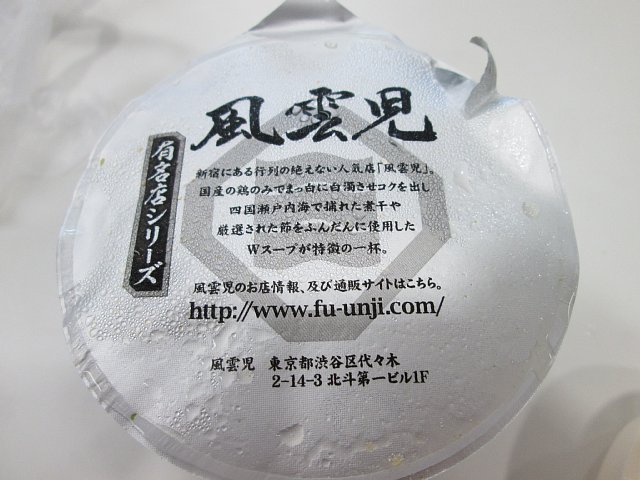 風雲児
有名店シリーズ
新宿にある行列の絶えない人気店「風雲児」。
国産の鶏のみでまっ白に白濁させコクを出し
四国瀬戸内海で捕れた煮干や
厳選された節をふんだんに使用した
Wスープが特徴の一杯。
風雲児のお店情報、及び通販サイトはこちら。
http://www.fu-unji.com/
風雲児 東京都渋谷区代々木
2-14-3 北斗第一ビル1F